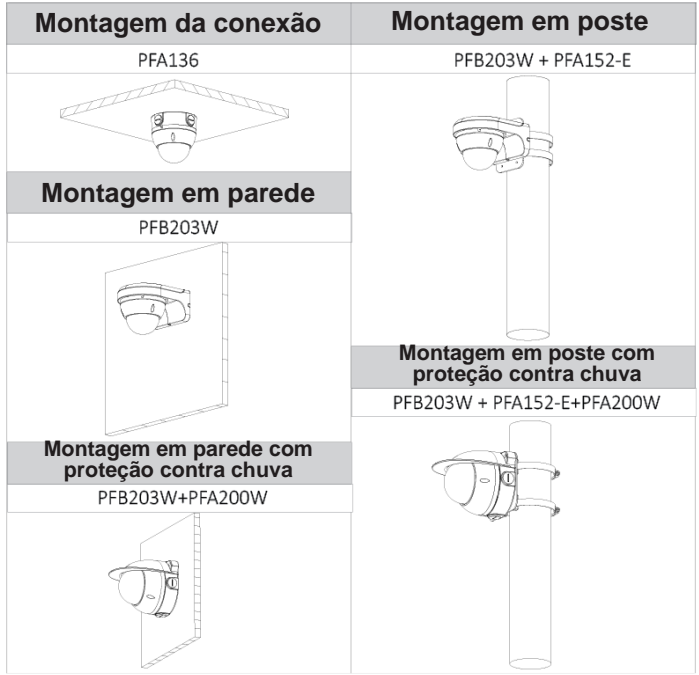 Montagem da conexão
PFA136
Montagem em parede
PFB203W
Montagem em parede com
proteção contra chuva
PFB203W+PFA200W
Montagem em poste
PFB203W + PFA152-E
Montagem em poste com
proteção contra chuva
PFB203W + PFA152-E+PFA200W